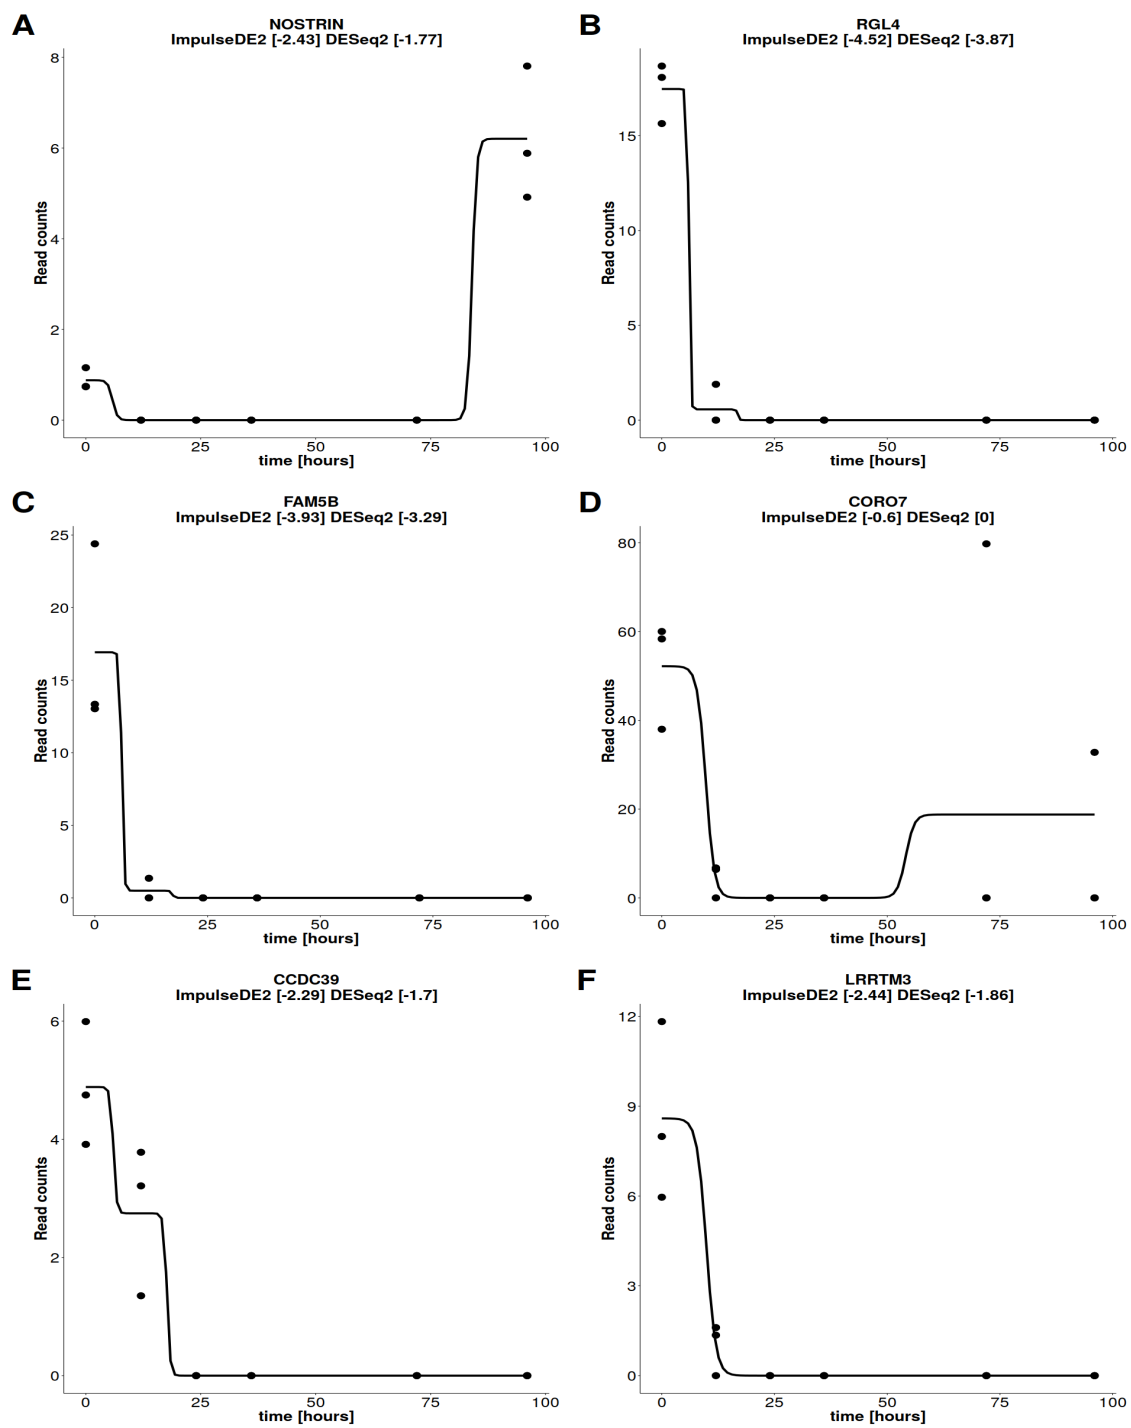 A
NOSTRIN
ImpulseDE2 [-2.43] DESeq2 [-1.77]
8
6
4
2
0
Read counts
0 25 50 75 100
time [hours]
B
RGL4
ImpulseDE2 [-4.52] DESeq2 [-3.87]
15
10
5
0
Read counts
0 25 50 75 100
time [hours]
C
FAM5B
ImpulseDE2 [-3.93] DESeq2 [-3.29]
25
20
15
10
5
0
Read counts
0 25 50 75 100
time [hours]
D
CORO7
ImpulseDE2 [-0.6] DESeq2 [0]
80
60
40
20
0
Read counts
0 25 50 75 100
time [hours]
E
CCDC39
ImpulseDE2 [-2.29] DESeq2 [-1.7]
6
4
2
0
Read counts
0 25 50 75 100
time [hours]
F
LRRTM3
ImpulseDE2 [-2.44] DESeq2 [-1.86]
12
9
6
3
0
Read counts
0 25 50 75 100
time [hours]